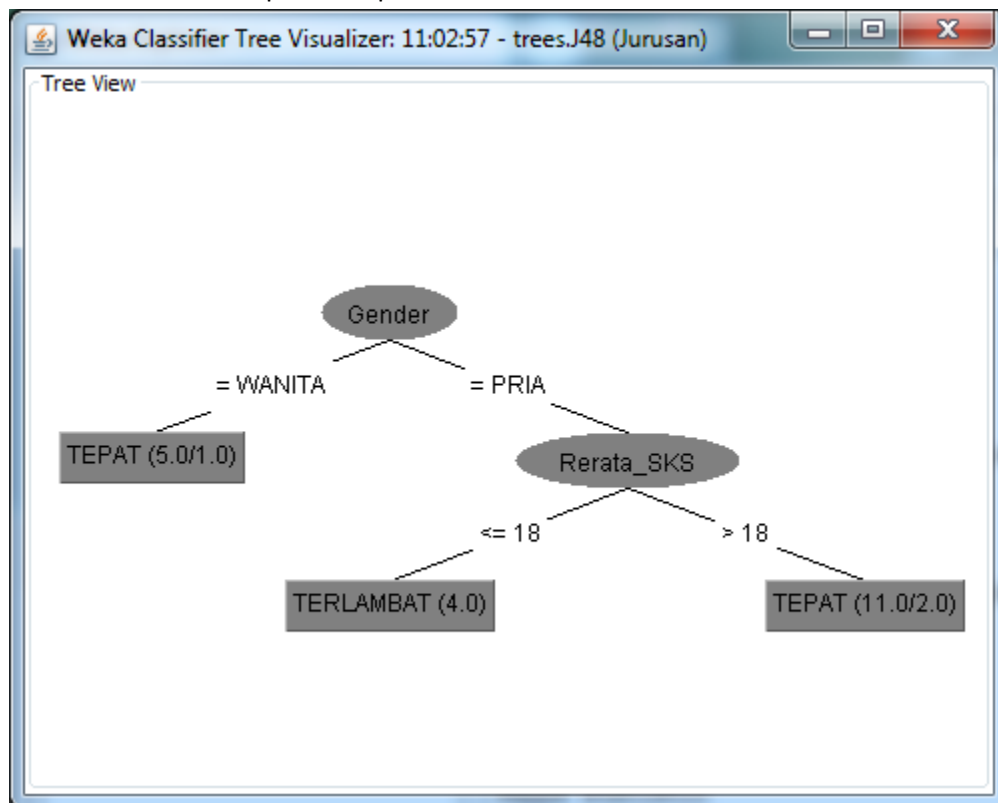 Weka Classifier Tree Visualizer: 11:02:57 - trees.J48 (Jurusan)
Tree View
Gender
= WANITA
= PRIA
TEPAT (5.0/1.0)
Rerata_SKS
<= 18
> 18
TERLAMBAT (4.0)
TEPAT (11.0/2.0)